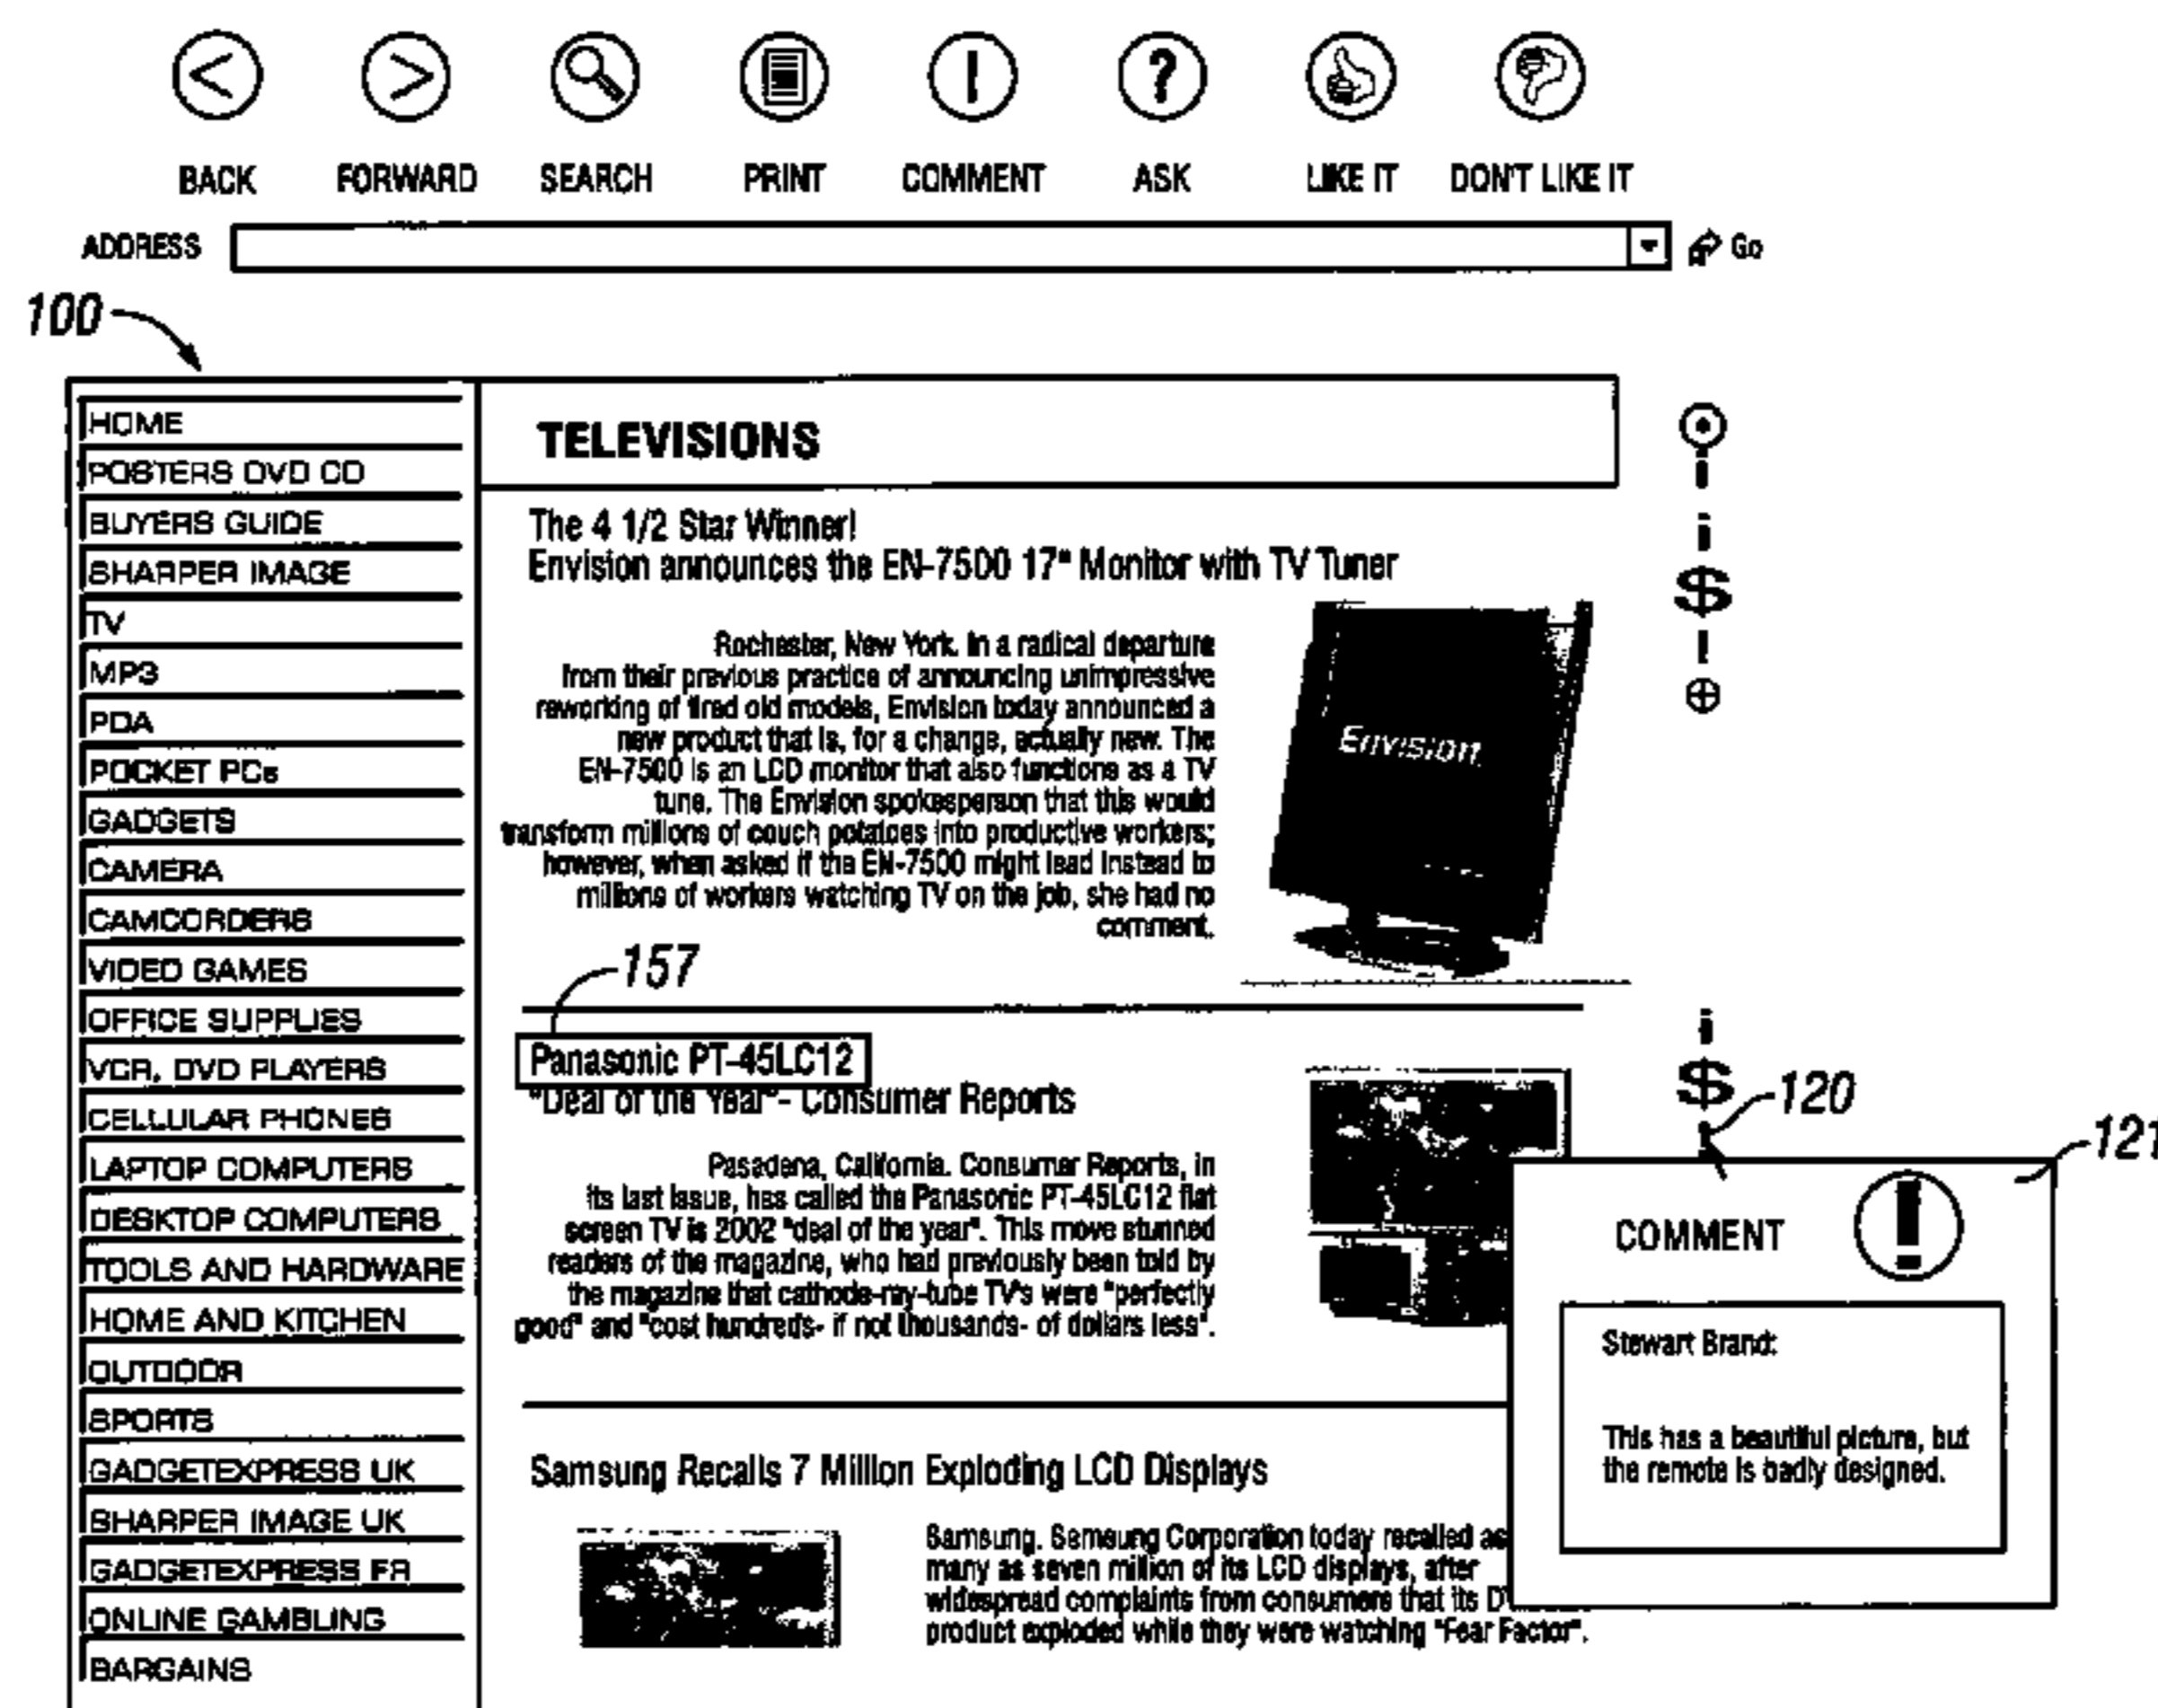 BACK FORWARD SEARCH PRINT COMMENT ASK LIKE IT DON'T LIKE IT
ADDRESS Go
100
HOME
POSTERS DVD CD
BUYERS GUIDE
SHARPER IMAGE
TV
MP3
PDA
POCKET PCs
GADGETS
CAMERA
CAMCORDERS
VIDEO GAMES
OFFICE SUPPLIES
VCR, DVD PLAYERS
CELLULAR PHONES
LAPTOP COMPUTERS
DESKTOP COMPUTERS
TOOLS AND HARDWARE
HOME AND KITCHEN
OUTDOOR
SPORTS
GADGETEXPRESS UK
SHARPER IMAGE UK
GADGETEXPRESS FR
ONLINE GAMBLING
BARGAINS
TELEVISIONS
The 4 1/2 Star Winner!
Envision announces the EN-7500 17" Monitor with TV Tuner
Rochester, New York. In a radical departure
from their previous practice of announcing unimpressive
reworking of tired old models, Envision today announced a
new product that is, for a change, actually new. The
EN-7500 is an LCD monitor that also functions as a TV
tune. The Envision spokesperson that this would
transform millions of couch potatoes into productive workers;
however, when asked if the EN-7500 might lead instead to
millions of workers watching TV on the job, she had no
comment.
Envision
i
$
!
157
Panasonic PT-45LC12
"Deal of the Year"- Consumer Reports
Pasadena, California. Consumer Reports, in
its last issue, has called the Panasonic PT-45LC12 flat
screen TV is 2002 "deal of the year". This move stunned
readers of the magazine, who had previously been told by
the magazine that cathode-ray-tube TV's were "perfectly
good" and "cost hundreds- if not thousands- of dollars less".
i
$
!
120
121
COMMENT !
Stewart Brand:
This has a beautiful picture, but
the remote is badly designed.
Samsung Recalls 7 Million Exploding LCD Displays
Samsung. Samsung Corporation today recalled as
many as seven million of its LCD displays, after
widespread complaints from consumers that its
product exploded while they were watching "Fear Factor".